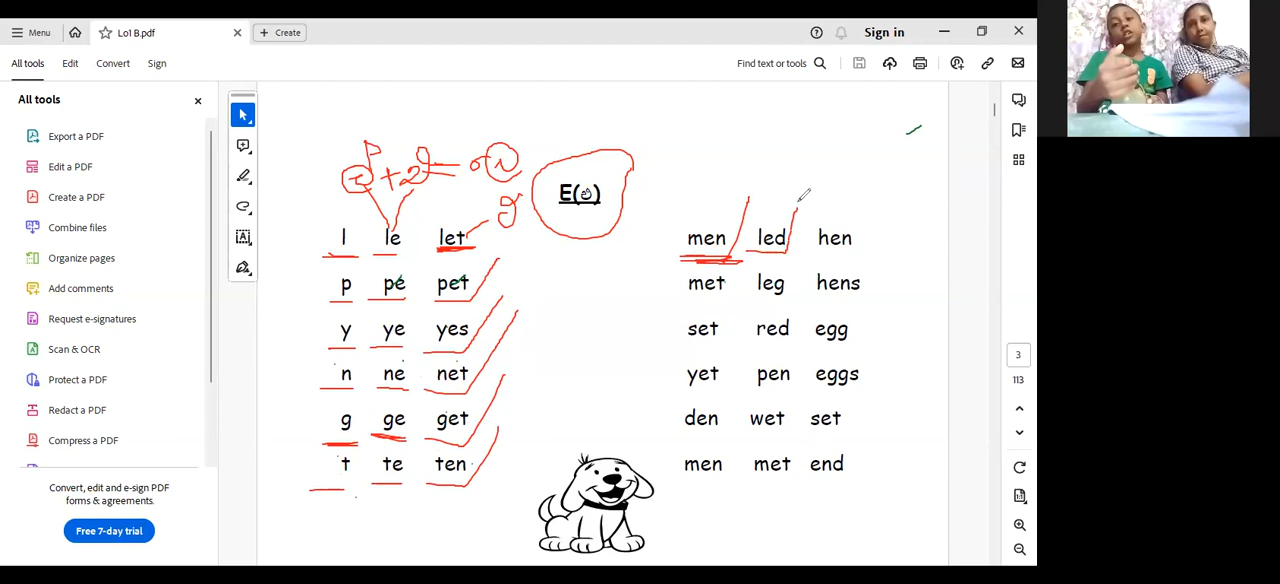 Menu
Lo1 B.pdf
Create
Sign in
All tools
Edit
Convert
Sign
Find text or tools
All tools
Export a PDF
Edit a PDF
Create a PDF
Combine files
Organize pages
Add comments
Request e-signatures
Scan & OCR
Protect a PDF
Redact a PDF
Compress a PDF
Convert, edit and e-sign PDF
forms & agreements.
Free 7-day trial
E(එ)
l le let
p pe pet
y ye yes
n ne net
g ge get
t te ten
men led hen
met leg hens
set red egg
yet pen eggs
den wet set
men met end
3
113